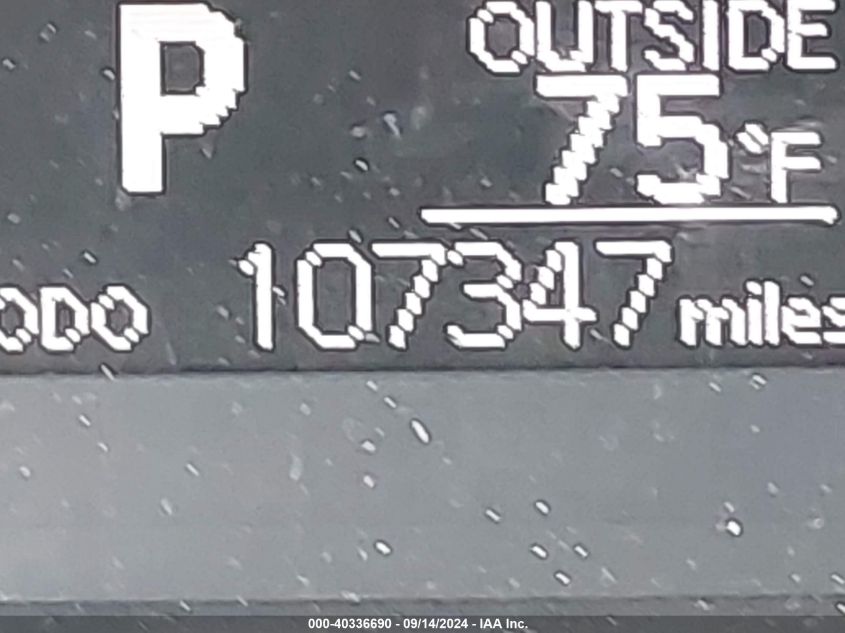 P
OUTSIDE
75°F
ODO 107347 miles
000-40336690 - 09/14/2024 - IAA Inc.